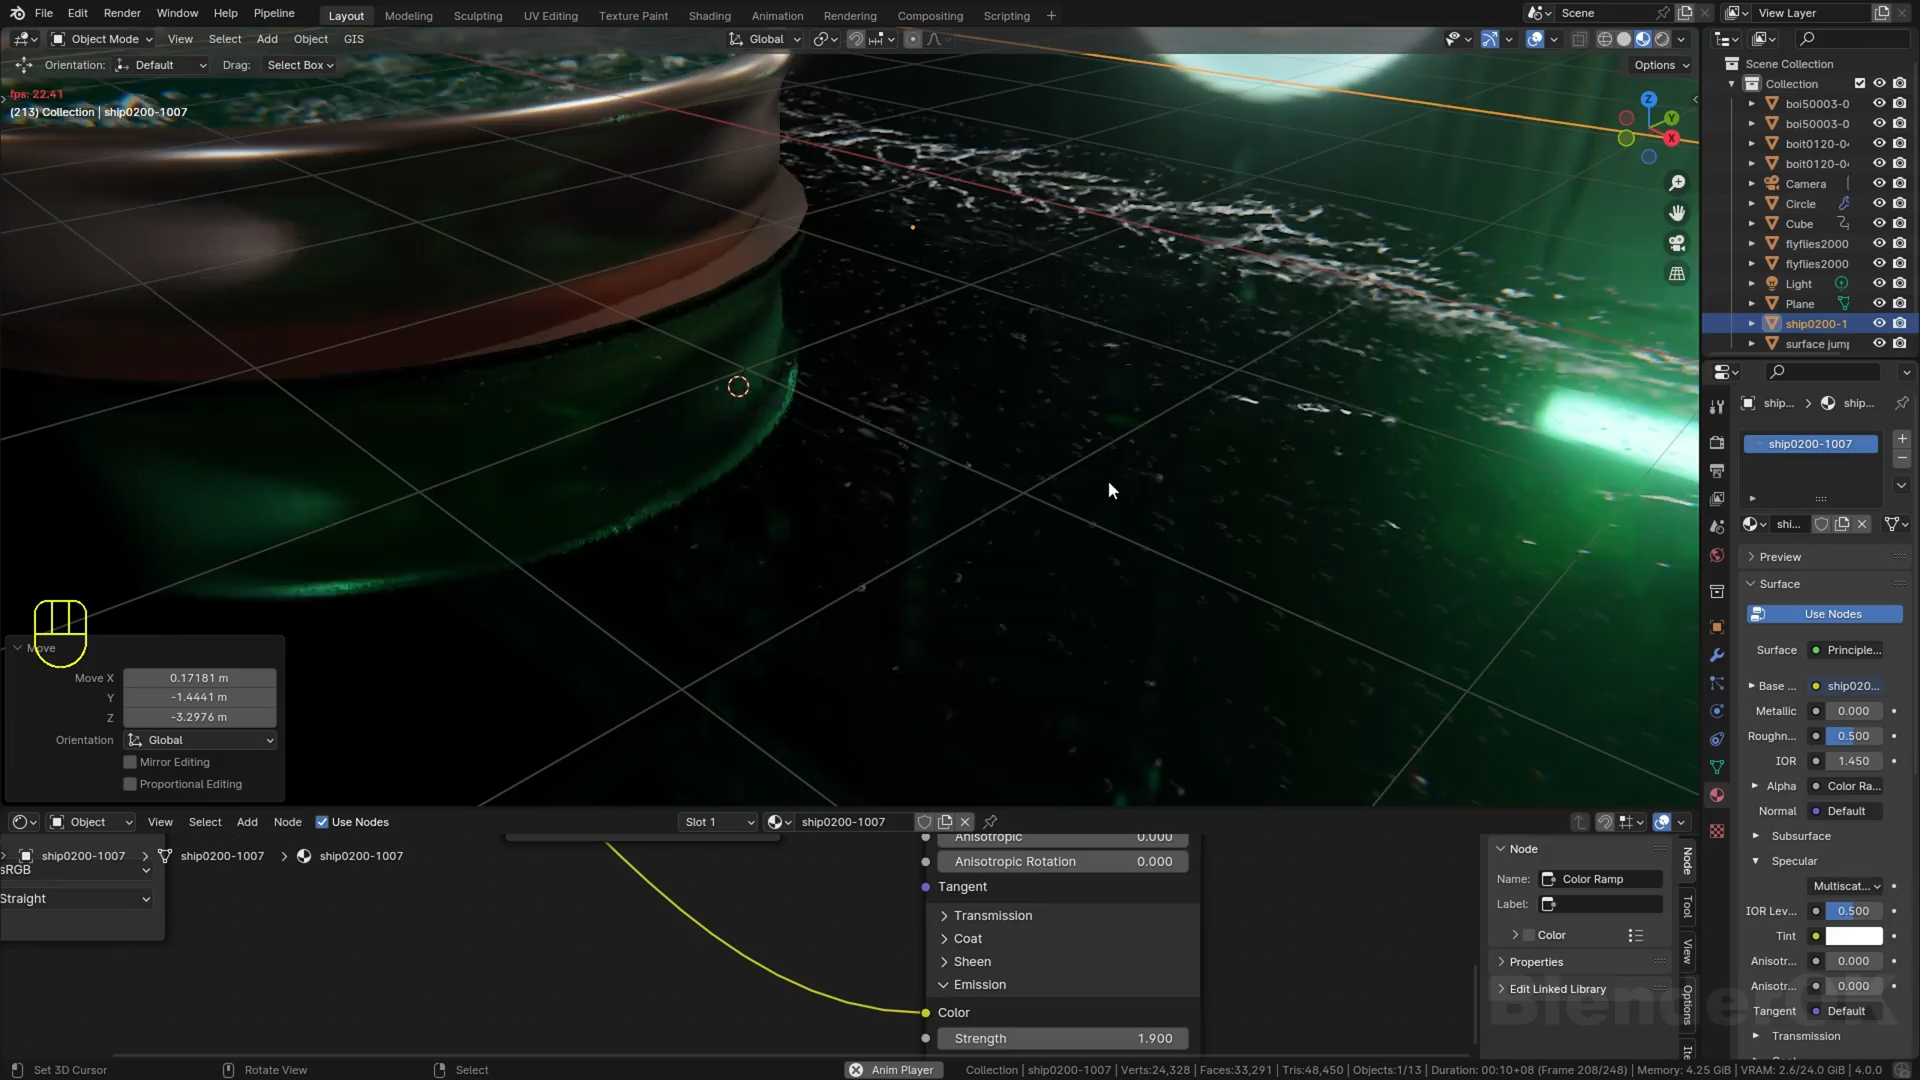 File Edit Render Window Help Pipeline Layout Modeling Sculpting UV Editing Texture Paint Shading Animation Rendering Compositing Scripting + Scene View Layer
Object Mode View Select Add Object GIS Global
Orientation: Default Drag: Select Box Options
fps: 22.41
(213) Collection | ship0200-1007
Z
Y
X
Scene Collection
Collection
boi50003-0
boi50003-0
boit0120-04
boit0120-04
Camera
Circle
Cube
flyflies2000
flyflies2000
Light
Plane
ship0200-1
surface jump
ship... > ship...
ship0200-1007
shi...
Preview
Surface
Use Nodes
Surface Principle...
Base ... ship020...
Metallic 0.000
Roughn... 0.500
IOR 1.450
Alpha Color Ra...
Normal Default
Subsurface
Specular
Multiscat...
IOR Lev... 0.500
Tint
Anisotr... 0.000
Anisotr... 0.000
Tangent Default
Transmission
Move
Move X 0.17181 m
Y -1.4441 m
Z -3.2976 m
Orientation Global
Mirror Editing
Proportional Editing
Object View Select Add Node Use Nodes Slot 1 ship0200-1007
ship0200-1007 > ship0200-1007 > ship0200-1007
sRGB
Straight
Anisotropic 0.000
Anisotropic Rotation 0.000
Tangent
Transmission
Coat
Sheen
Emission
Color
Strength 1.900
Node
Name: Color Ramp
Label:
Color
Properties
Edit Linked Library
Node
Tool
View
Options
Set 3D Cursor Rotate View Select Anim Player Collection | ship0200-1007 | Verts:24,328 | Faces:33,291 | Tris:48,450 | Objects:1/13 | Duration: 00:10+08 (Frame 208/248) | Memory: 4.25 GiB | VRAM: 2.6/24.0 GiB | 4.0.0